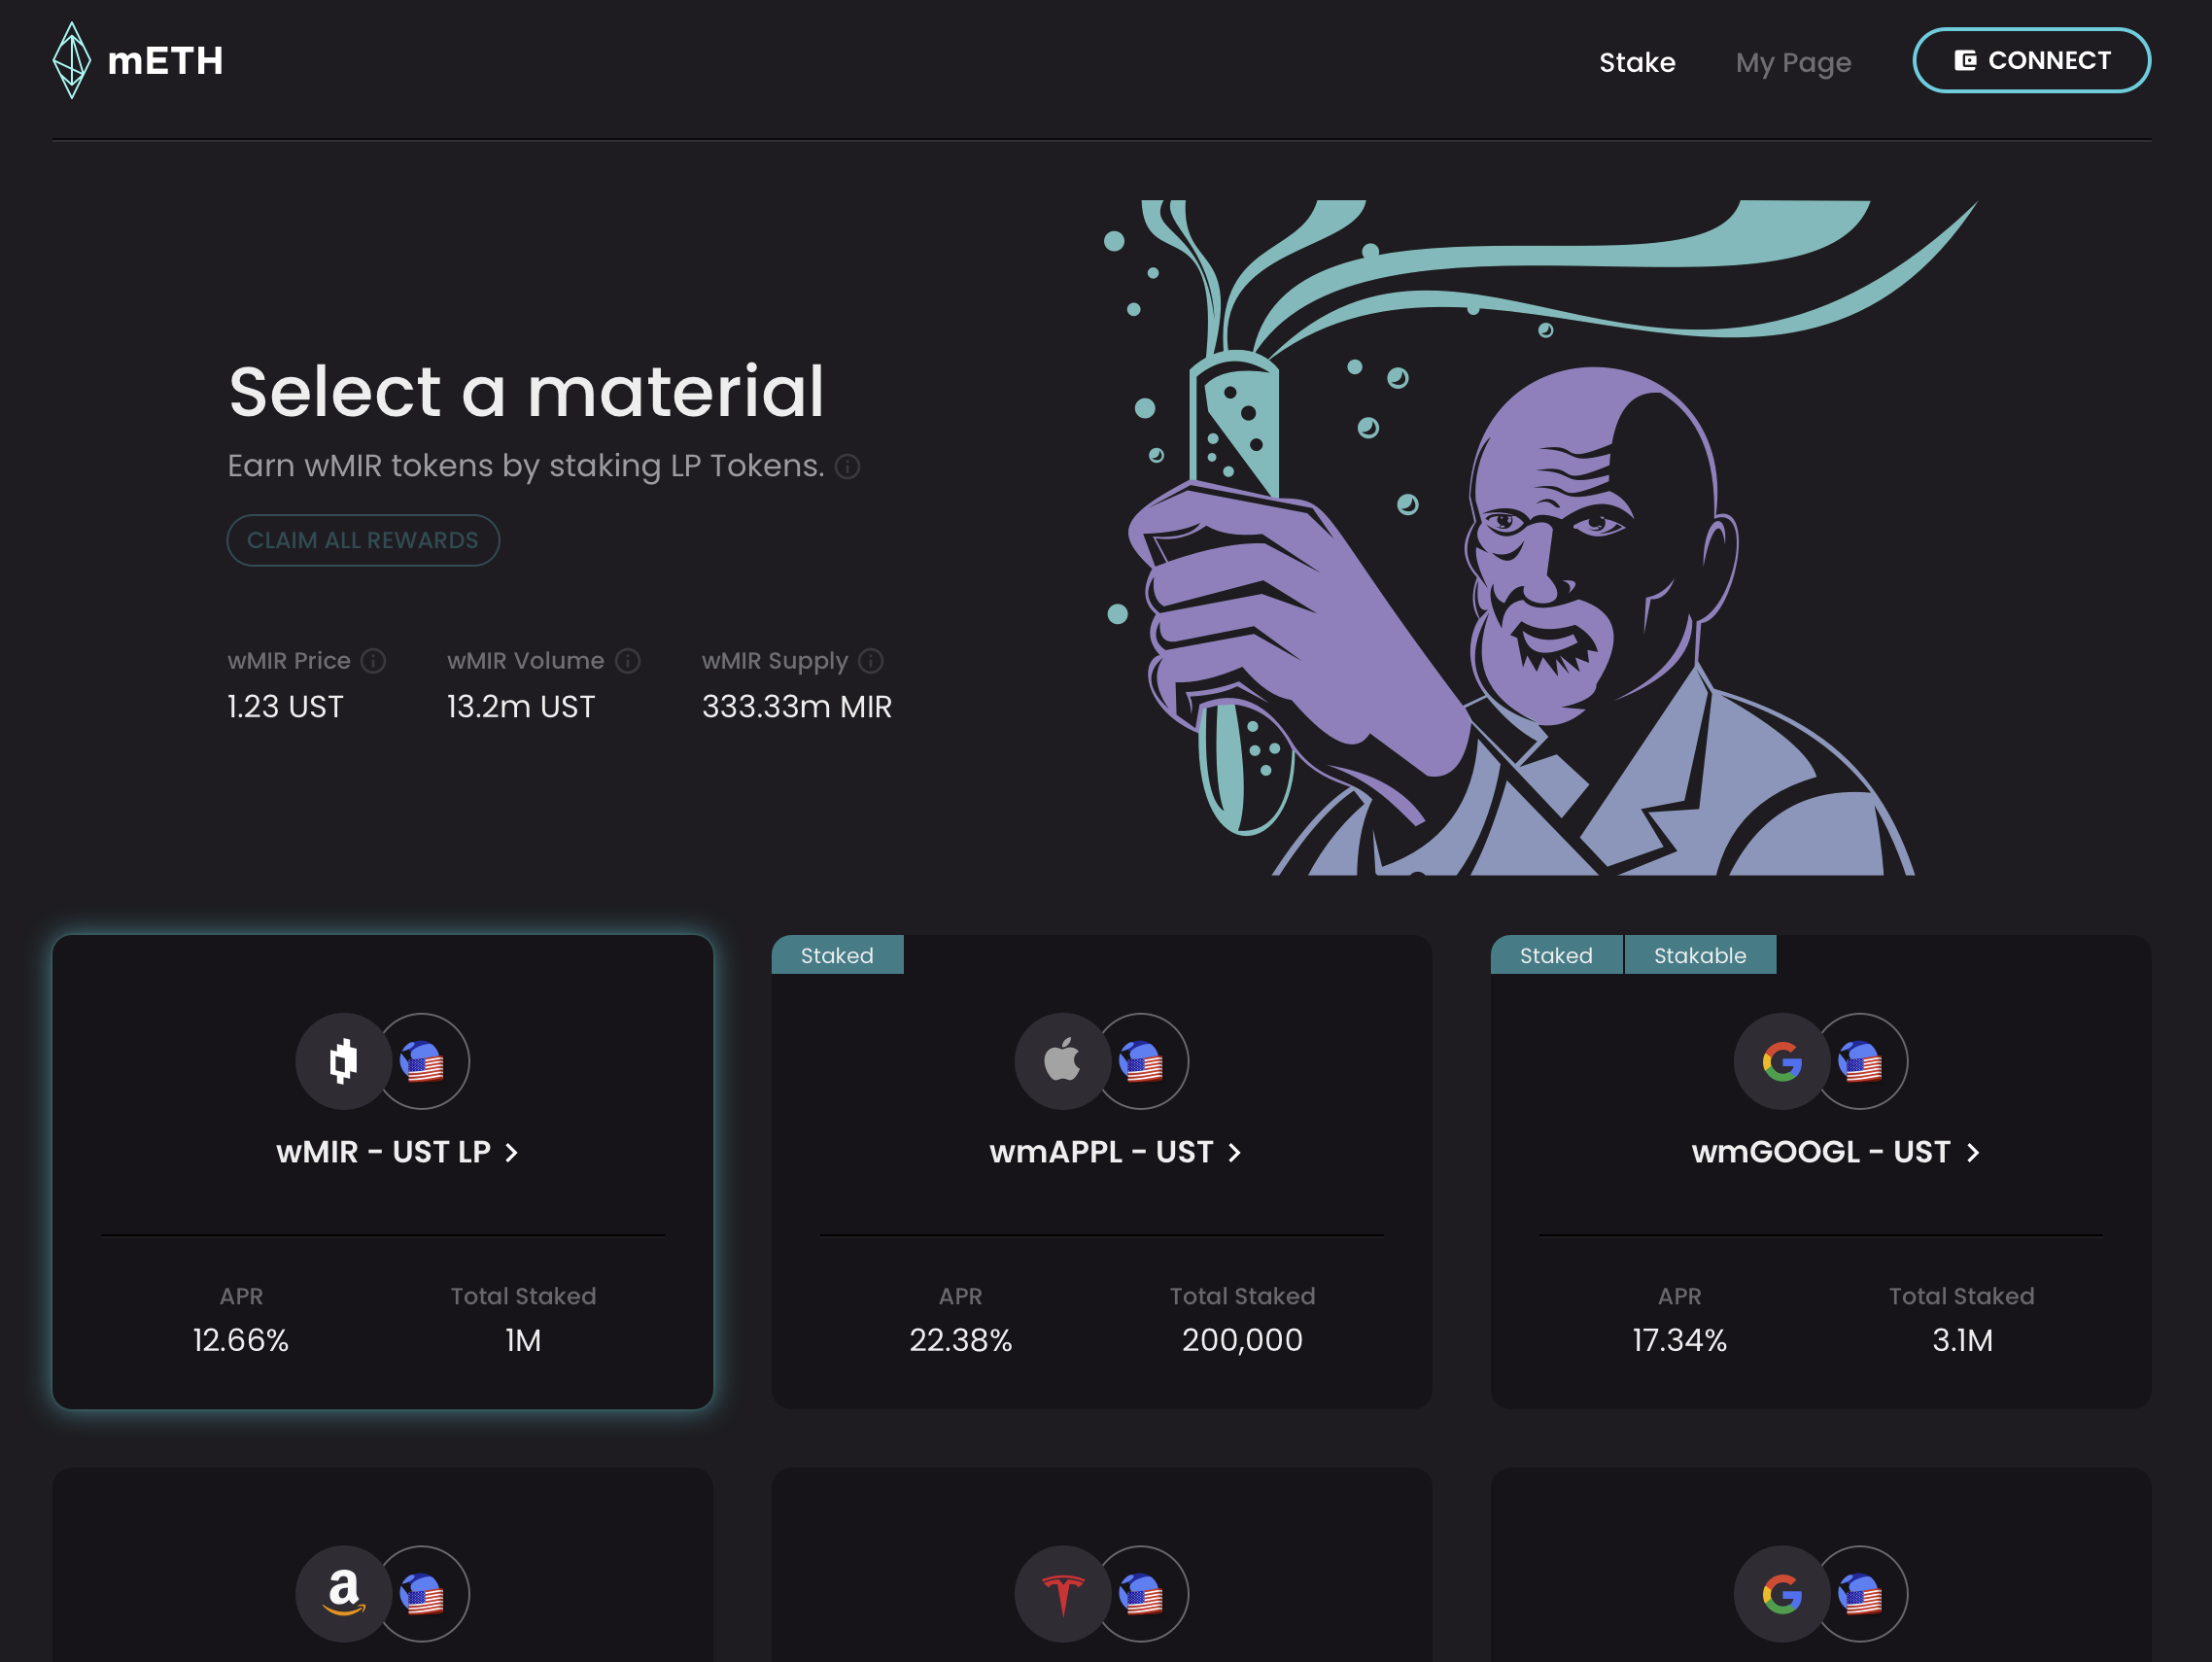 mETH
Stake
My Page
CONNECT
Select a material
Earn wMIR tokens by staking LP Tokens.
CLAIM ALL REWARDS
wMIR Price
wMIR Volume
wMIR Supply
1.23 UST
13.2m UST
333.33m MIR
Staked
Staked
Stakable
wMIR - UST LP
wmAPPL - UST
wmGOOGL - UST
APR
Total Staked
APR
Total Staked
APR
Total Staked
12.66%
1M
22.38%
200,000
17.34%
3.1M